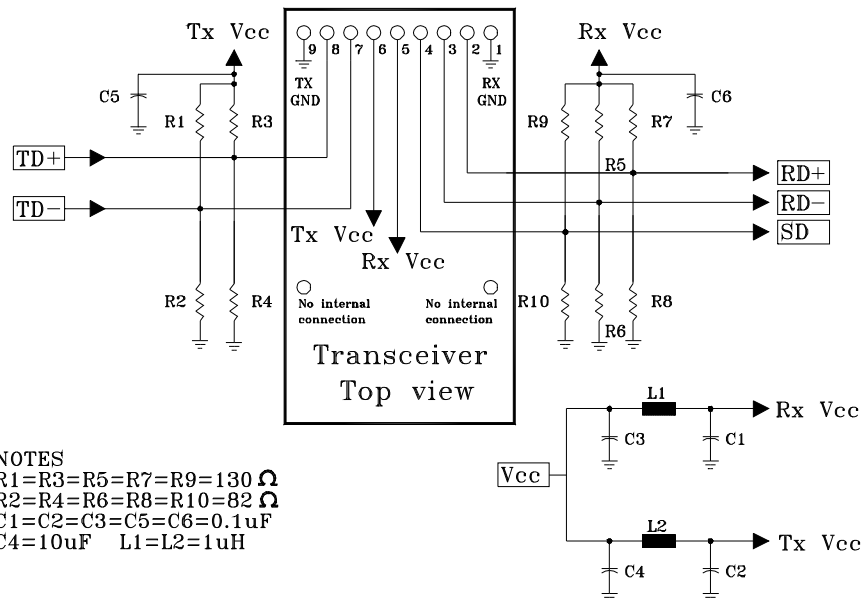 Tx Vcc
Rx Vcc
9 8 7 6 5 4 3 2 1
TX
GND
RX
GND
C5
C6
R1
R3
R9
R7
TD+
R5
RD+
TD-
RD-
SD
Tx Vcc
Rx Vcc
R2
R4
No internal
connection
No internal
connection
R10
R8
R6
Transceiver
Top view
L1
Rx Vcc
C3
C1
NOTES
R1=R3=R5=R7=R9=130 Ω
R2=R4=R6=R8=R10=82 Ω
C1=C2=C3=C5=C6=0.1uF
C4=10uF L1=L2=1uH
Vcc
L2
Tx Vcc
C4
C2